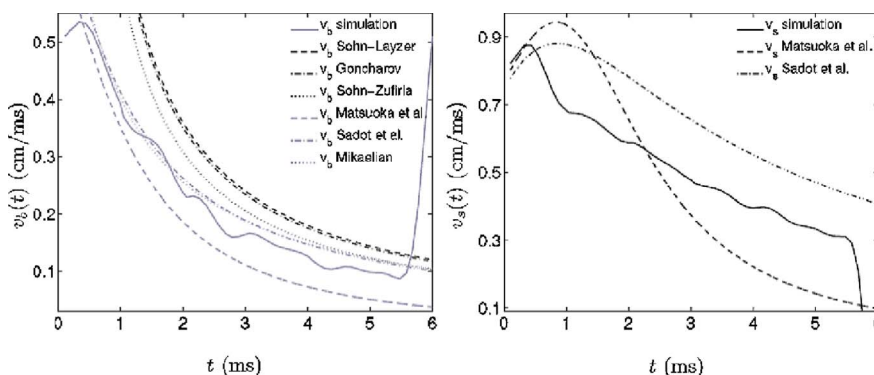 v_b(t) (cm/ms)
0.5
0.4
0.3
0.2
0.1
v_b simulation
v_b Sohn-Layzer
v_b Goncharov
v_b Sohn-Zufiria
v_b Matsuoka et al
v_b Sadot et al.
v_b Mikaelian
0 1 2 3 4 5 6
t (ms)
v_s(t) (cm/ms)
0.9
0.7
0.5
0.3
0.1
v_s simulation
v_s Matsuoka et al.
v_s Sadot et al.
0 1 2 3 4 5 6
t (ms)